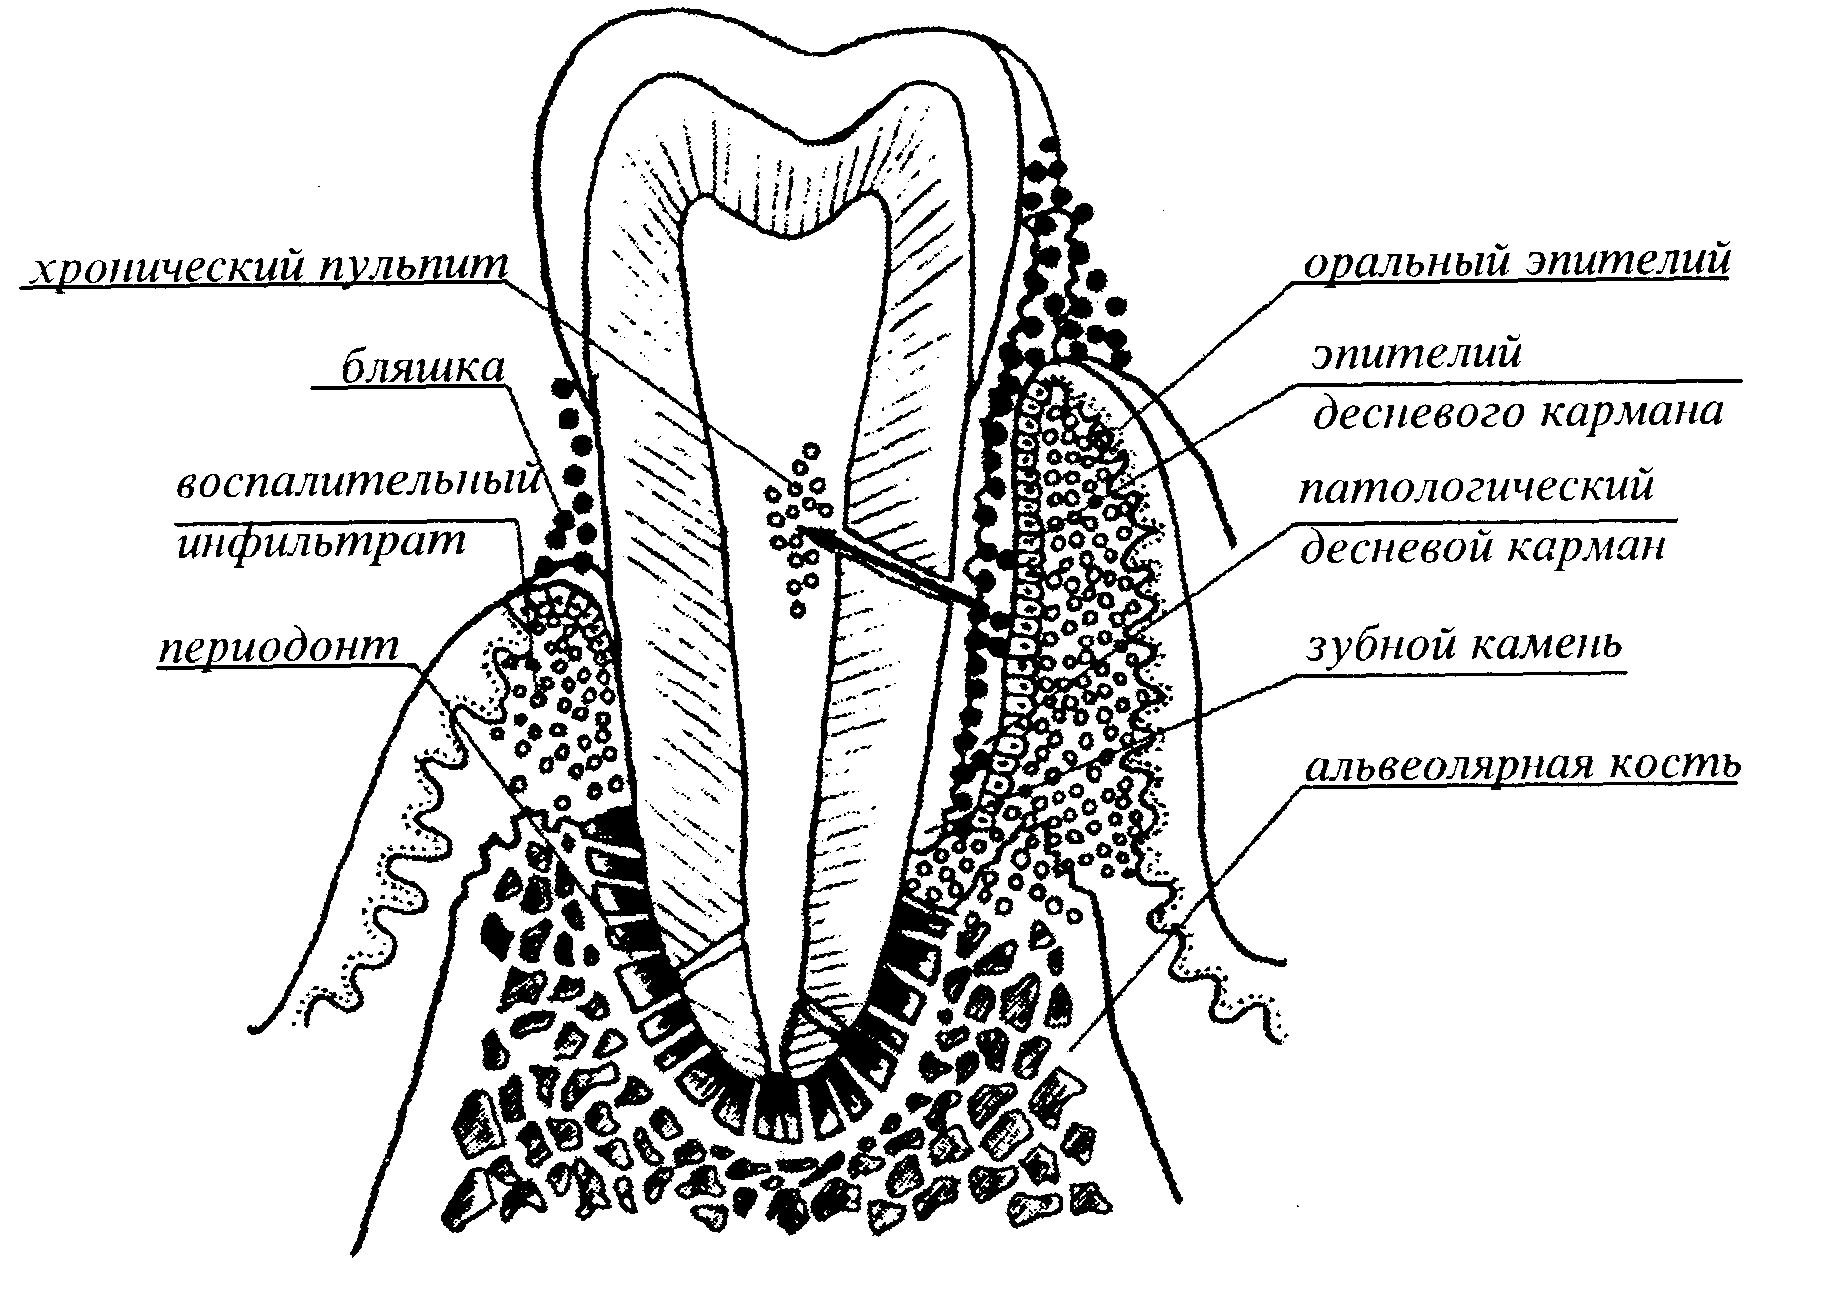 хронический пульпит
бляшка
воспалительный
инфильтрат
периодонт
оральный эпителий
эпителий
десневого кармана
патологический
десневой карман
зубной камень
альвеолярная кость